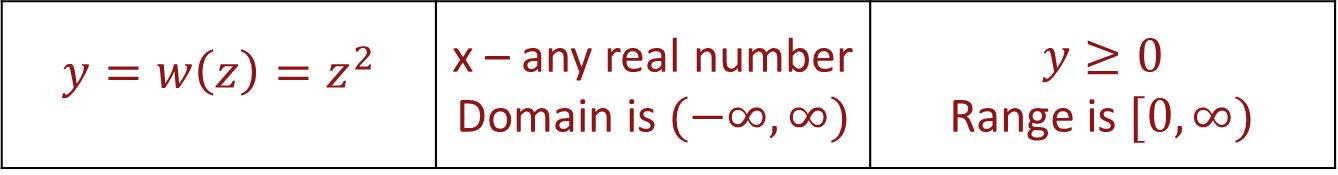 y = w(z) = z²
x – any real number
Domain is (−∞, ∞)
y ≥ 0
Range is [0, ∞)